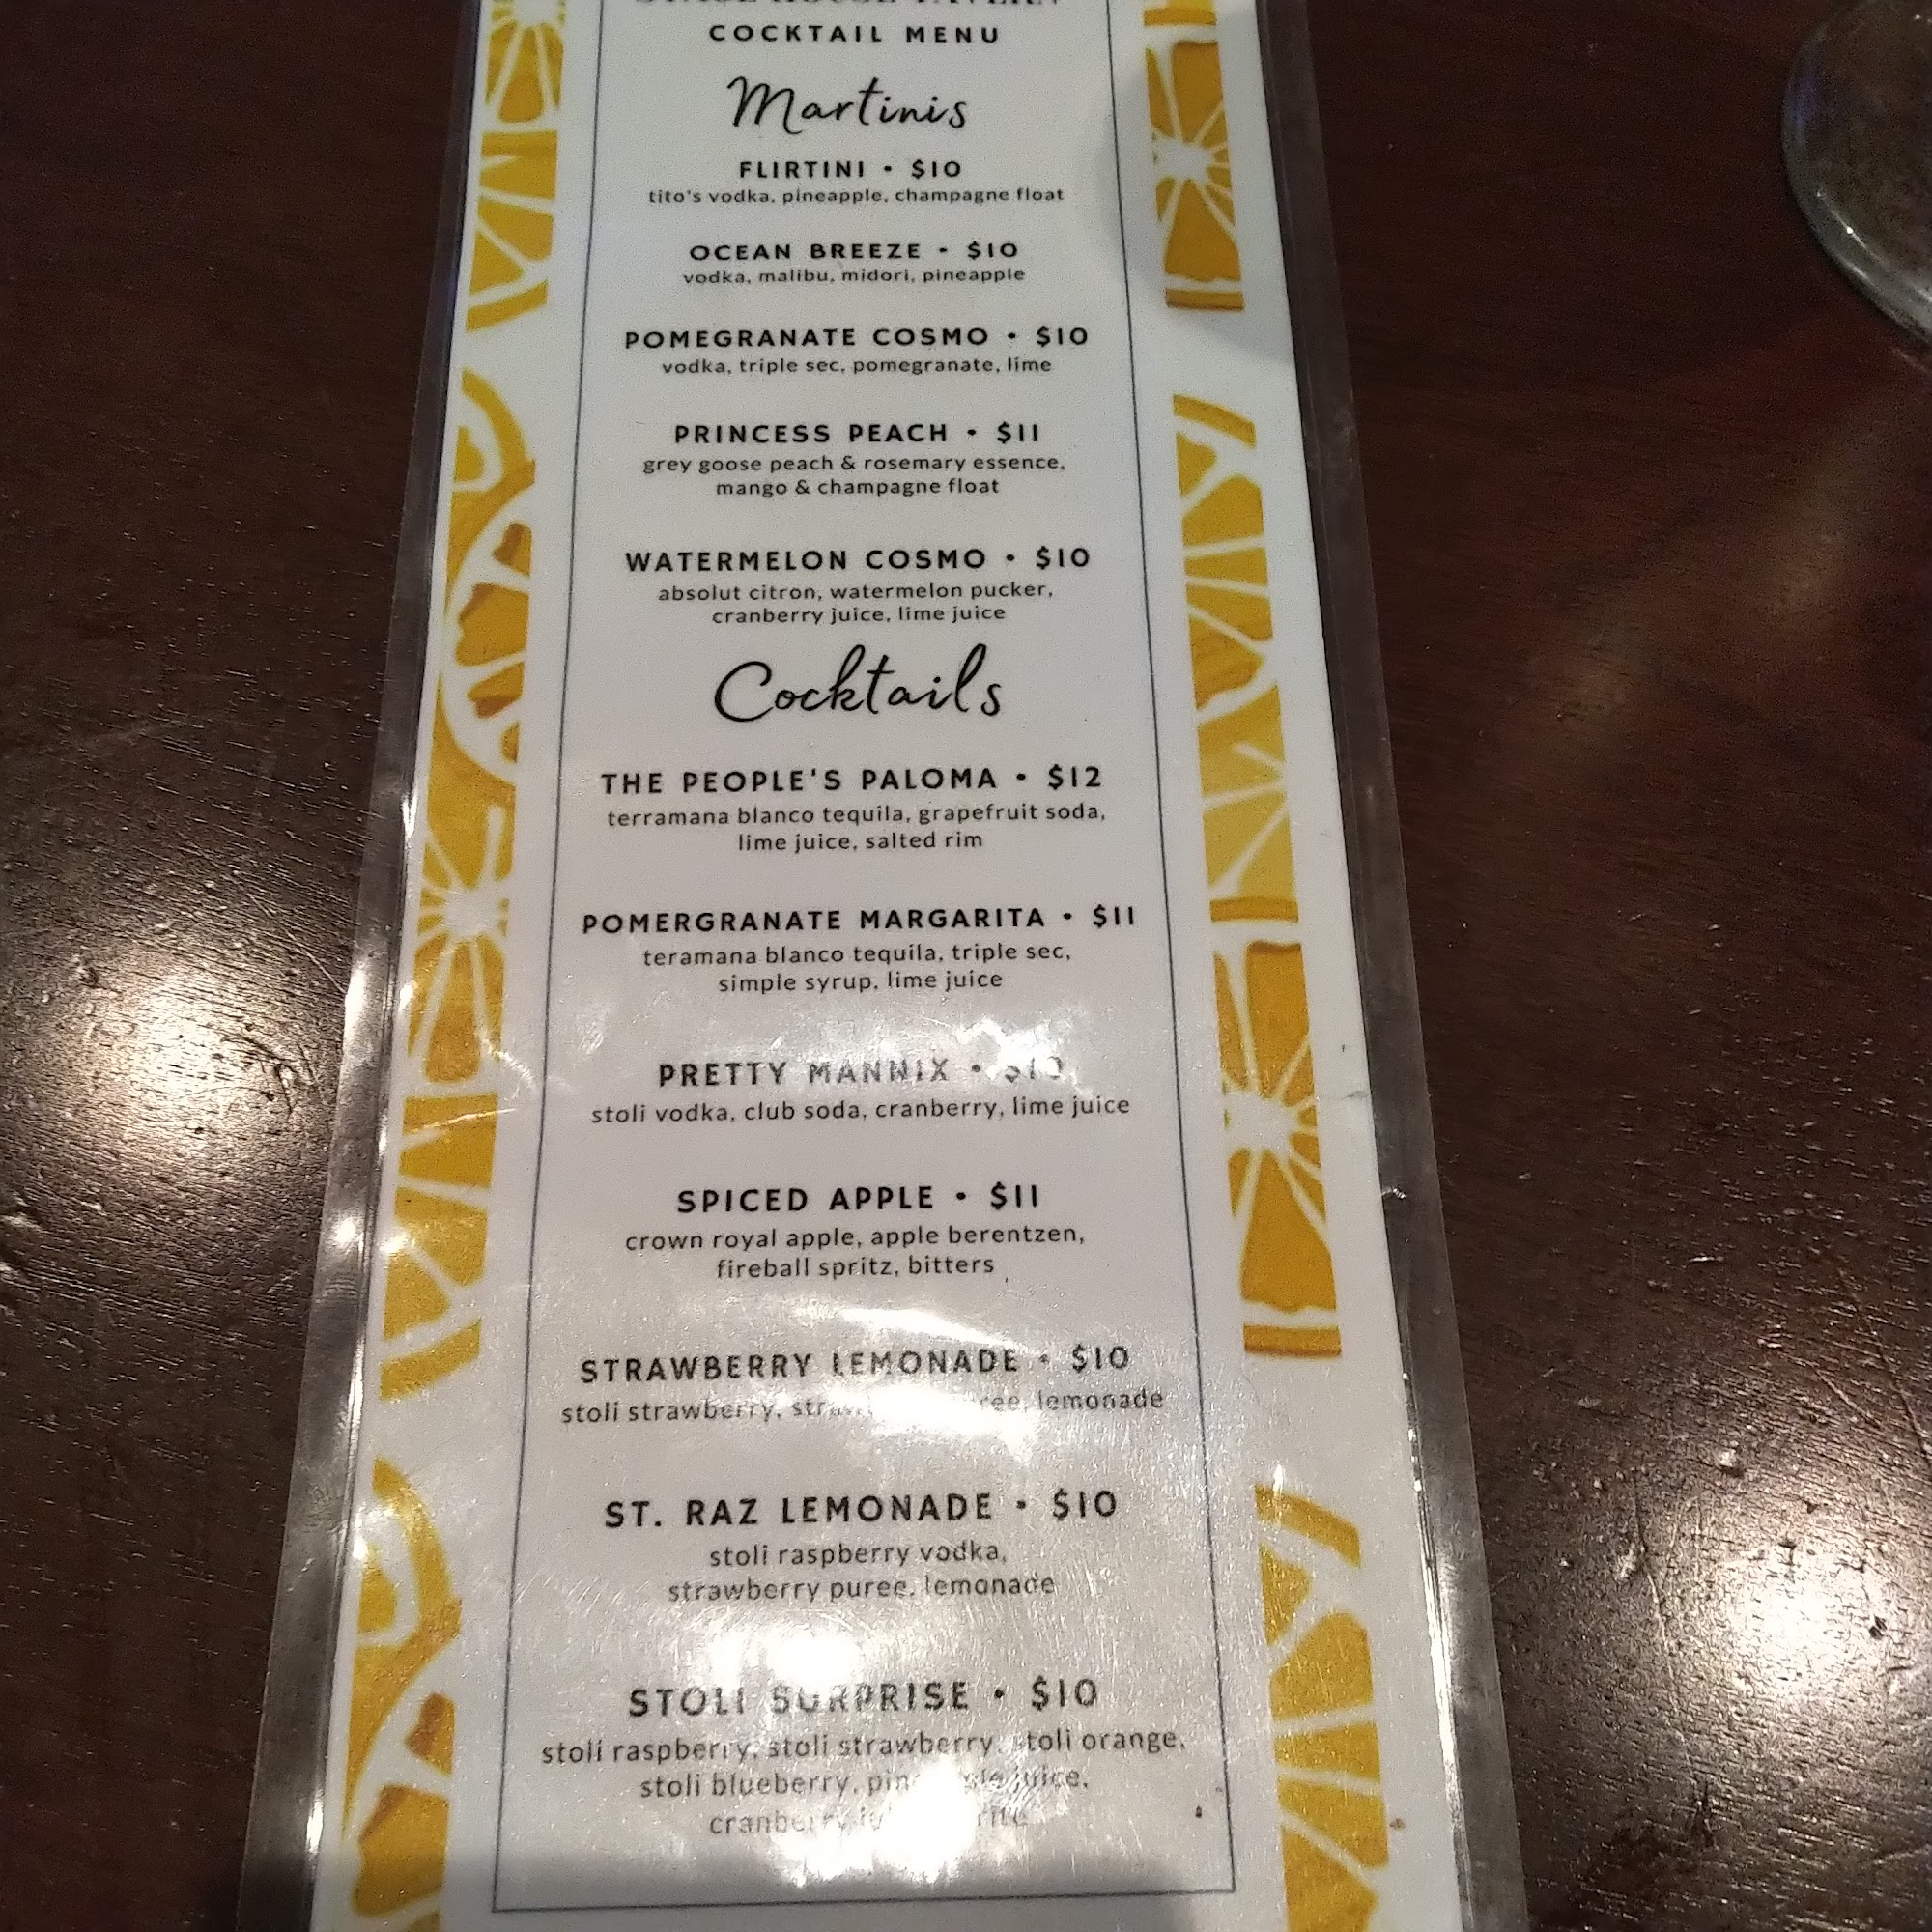 COCKTAIL MENU
Martinis
FLIRTINI • $10
tito's vodka, pineapple, champagne float
OCEAN BREEZE • $10
vodka, malibu, midori, pineapple
POMEGRANATE COSMO • $10
vodka, triple sec, pomegranate, lime
PRINCESS PEACH • $11
grey goose peach & rosemary essence,
mango & champagne float
WATERMELON COSMO • $10
absolut citron, watermelon pucker,
cranberry juice, lime juice
Cocktails
THE PEOPLE'S PALOMA • $12
terramana blanco tequila, grapefruit soda,
lime juice, salted rim
POMERGRANATE MARGARITA • $11
teramana blanco tequila, triple sec,
simple syrup, lime juice
PRETTY MANNIX •
stoli vodka, club soda, cranberry, lime juice
SPICED APPLE • $11
crown royal apple, apple berentzen,
fireball spritz, bitters
STRAWBERRY LEMONADE • $10
stoli strawberry, lemonade
ST. RAZ LEMONADE • $10
stoli raspberry vodka,
strawberry puree, lemonade
STOLI SURPRISE • $10
stoli raspberry, stoli strawberry, stoli orange,
stoli blueberry, juice,
cranberry